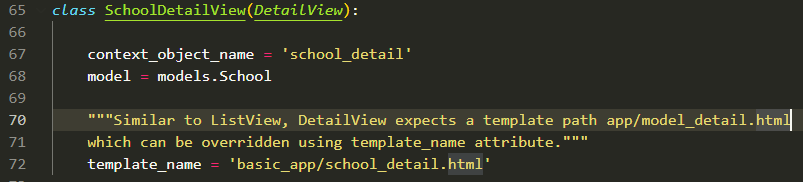 65 class SchoolDetailView(DetailView):
66
67 context_object_name = 'school_detail'
68 model = models.School
69
70 """Similar to ListView, DetailView expects a template path app/model_detail.html
71 which can be overridden using template_name attribute."""
72 template_name = 'basic_app/school_detail.html'